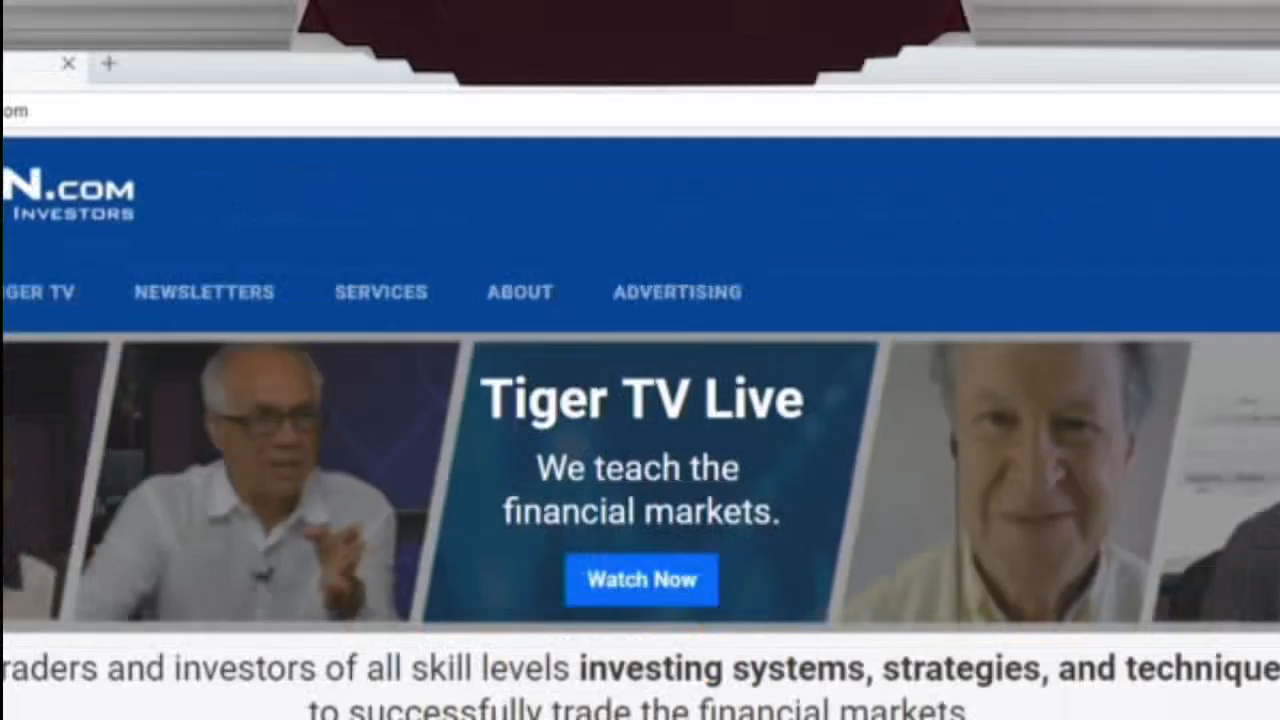 om
N.COM
INVESTORS
IGER TV NEWSLETTERS SERVICES ABOUT ADVERTISING
Tiger TV Live
We teach the
financial markets.
Watch Now
raders and investors of all skill levels investing systems, strategies, and technique
to successfully trade the financial markets